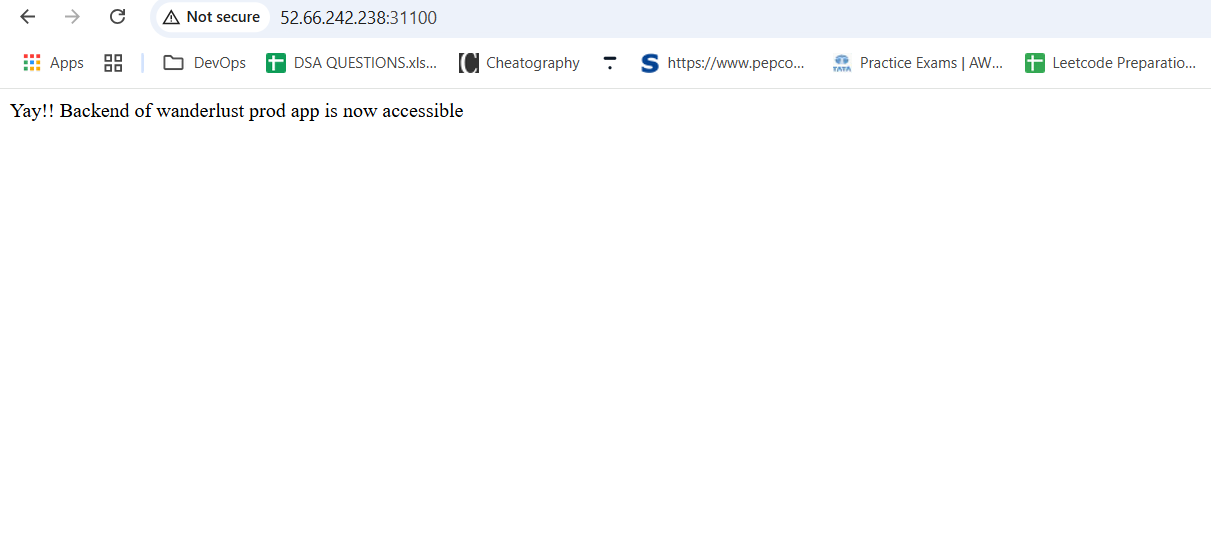 Not secure 52.66.242.238:31100
Apps DevOps DSA QUESTIONS.xls... Cheatography https://www.pepco... TATA Practice Exams | AW... Leetcode Preparatio...
Yay!! Backend of wanderlust prod app is now accessible